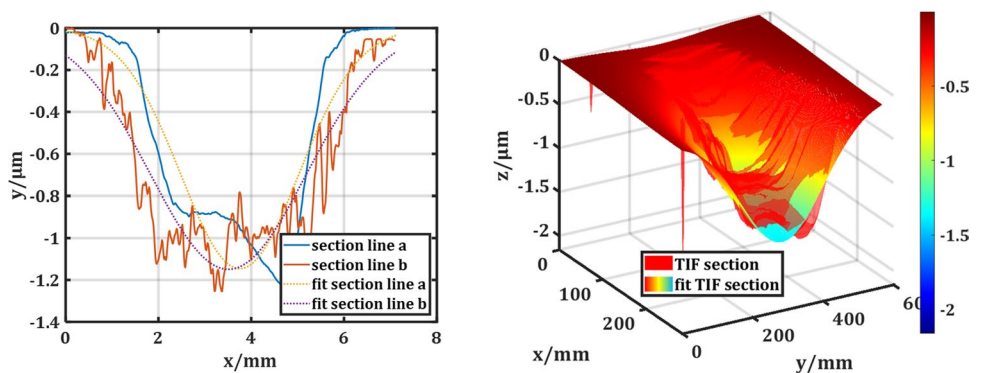 0
-0.2
-0.4
-0.6
-0.8
-1
-1.2
-1.4
0 2 4 6 8
x/mm
y/μm
section line a
section line b
fit section line a
fit section line b
0
-0.5
-1
-1.5
-2
z/μm
0
100
200
x/mm
0
200
400
60
y/mm
TIF section
fit TIF section
-0.5
-1
-1.5
-2